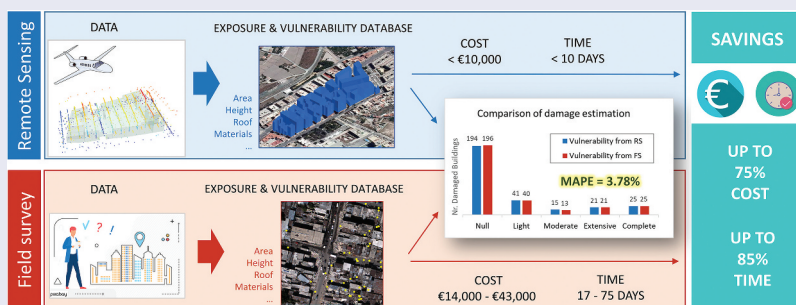 Remote Sensing
DATA
EXPOSURE & VULNERABILITY DATABASE
Area
Height
Roof
Materials
...
COST
< €10,000
TIME
< 10 DAYS
Comparison of damage estimation
Nr. Damaged Buildings
194 196
41 40
15 13
21 21
25 25
Vulnerability from RS
Vulnerability from FS
MAPE = 3.78%
Null Light Moderate Extensive Complete
Field survey
DATA
EXPOSURE & VULNERABILITY DATABASE
√ ? !
pixabay
Area
Height
Roof
Materials
...
COST
€14,000 - €43,000
TIME
17 - 75 DAYS
SAVINGS
€
UP TO
75%
COST
UP TO
85%
TIME